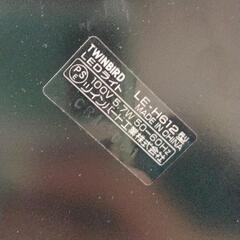 TWINBIRD
LEDライト LE-H612型
PS E MADE IN CHINA
100V 5.7W 50-60Hz
ツインバード工業株式会社